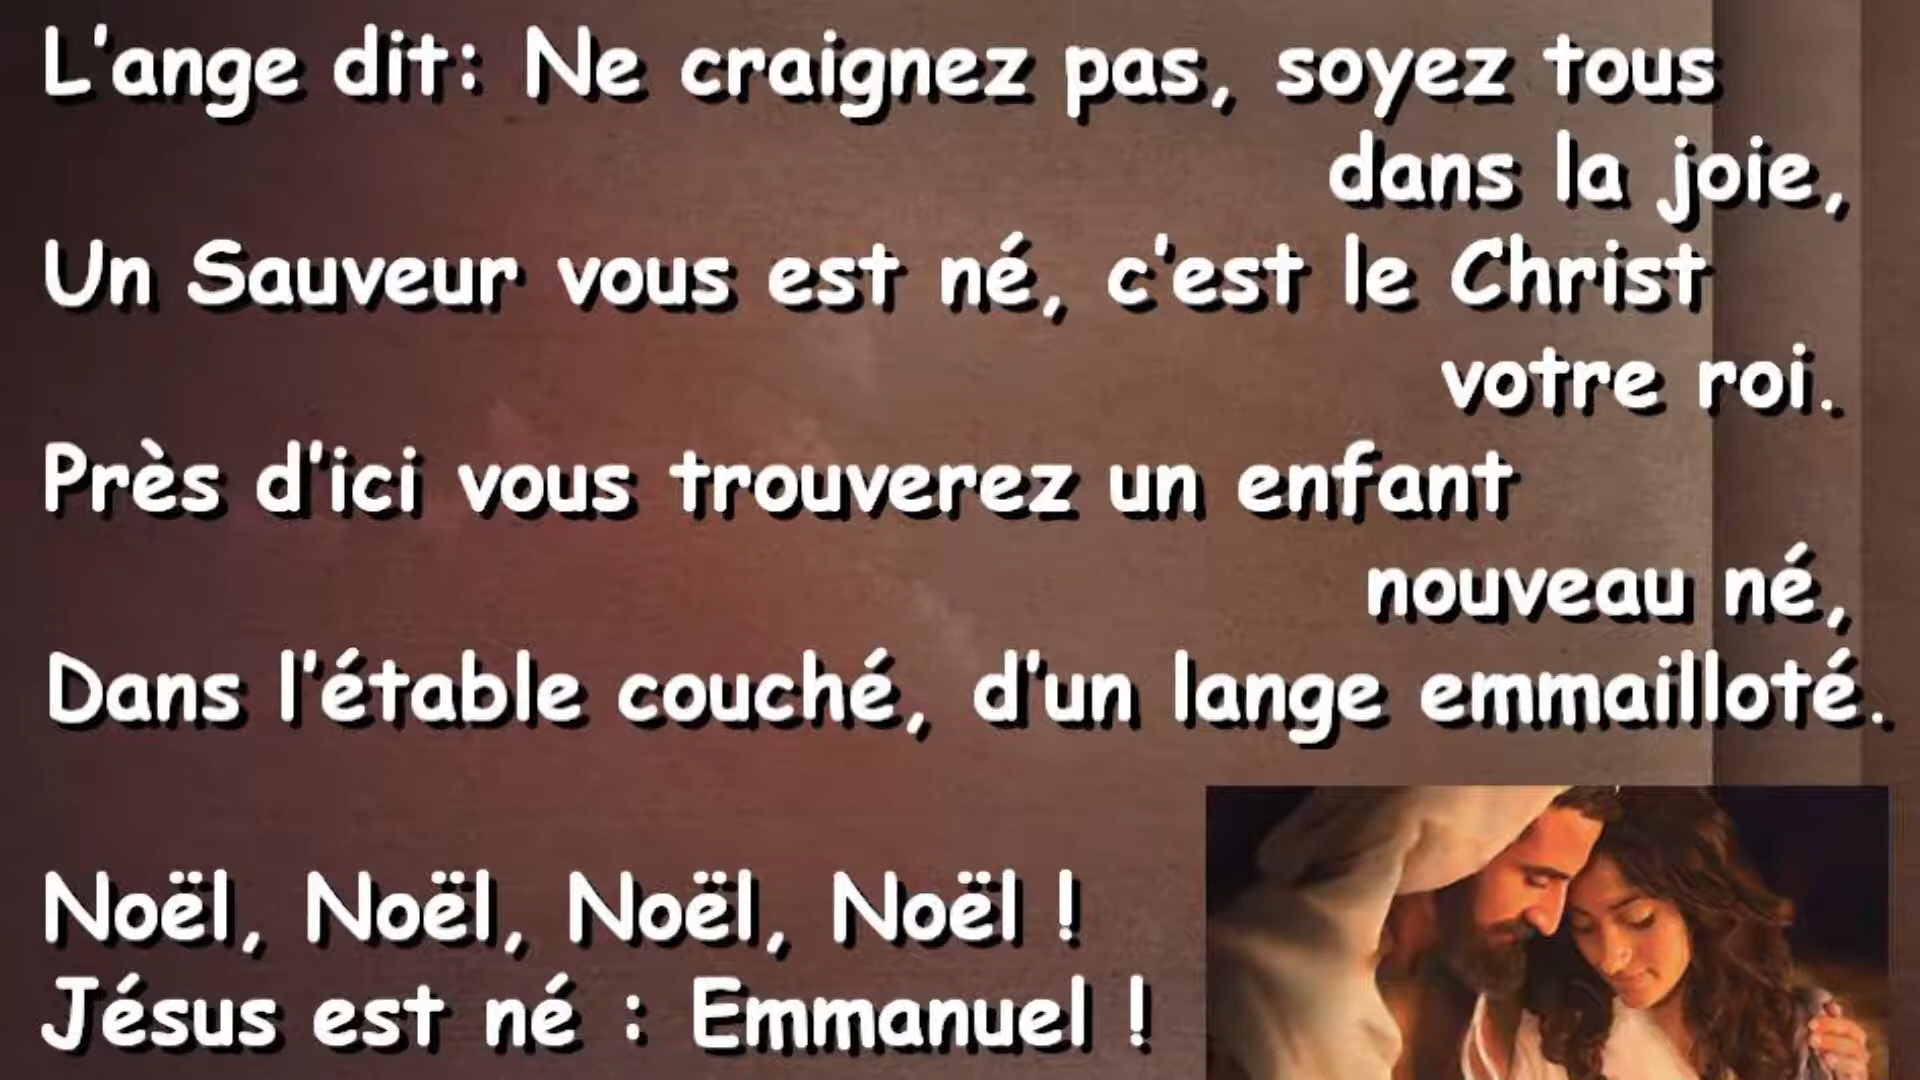 L'ange dit: Ne craignez pas, soyez tous
dans la joie,
Un Sauveur vous est né, c'est le Christ
votre roi.
Près d'ici vous trouverez un enfant
nouveau né,
Dans l'étable couché, d'un lange emmailloté.
Noël, Noël, Noël, Noël !
Jésus est né : Emmanuel !